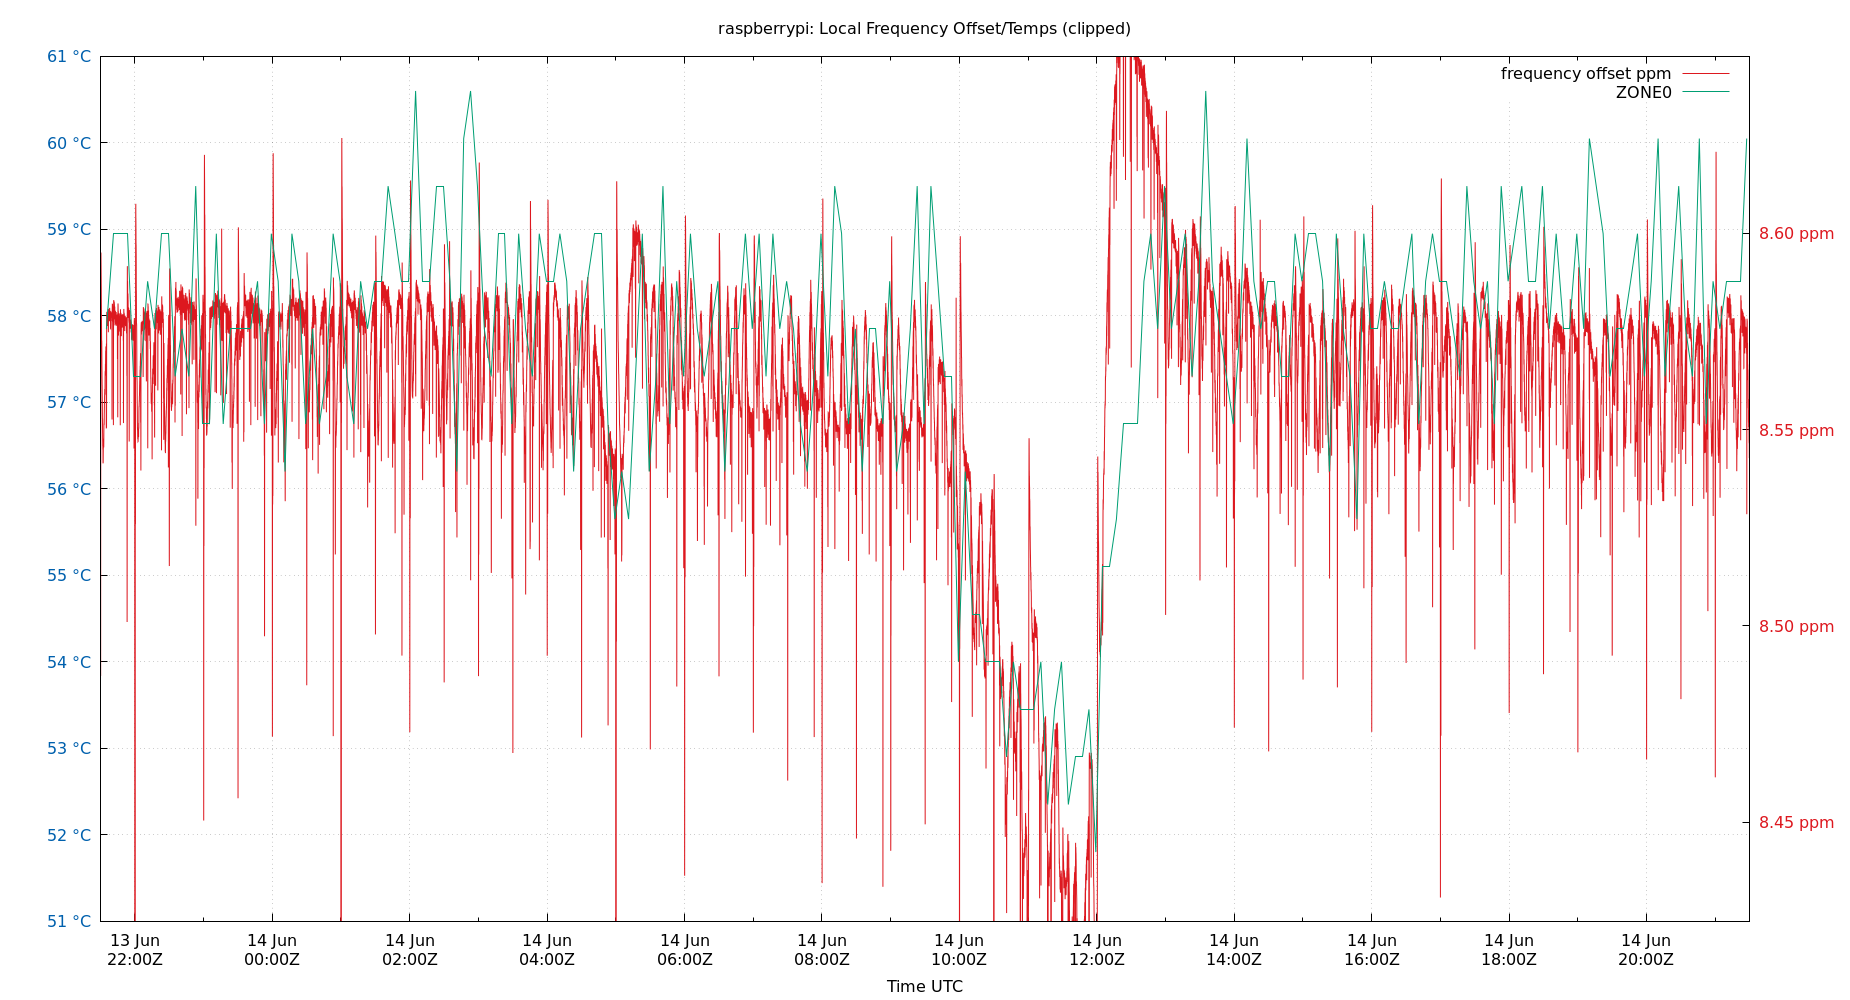 raspberrypi: Local Frequency Offset/Temps (clipped)
61 °C
60 °C
59 °C
58 °C
57 °C
56 °C
55 °C
54 °C
53 °C
52 °C
51 °C
frequency offset ppm
ZONE0
8.60 ppm
8.55 ppm
8.50 ppm
8.45 ppm
13 Jun 14 Jun 14 Jun 14 Jun 14 Jun 14 Jun 14 Jun 14 Jun 14 Jun 14 Jun 14 Jun 14 Jun
22:00Z 00:00Z 02:00Z 04:00Z 06:00Z 08:00Z 10:00Z 12:00Z 14:00Z 16:00Z 18:00Z 20:00Z
Time UTC